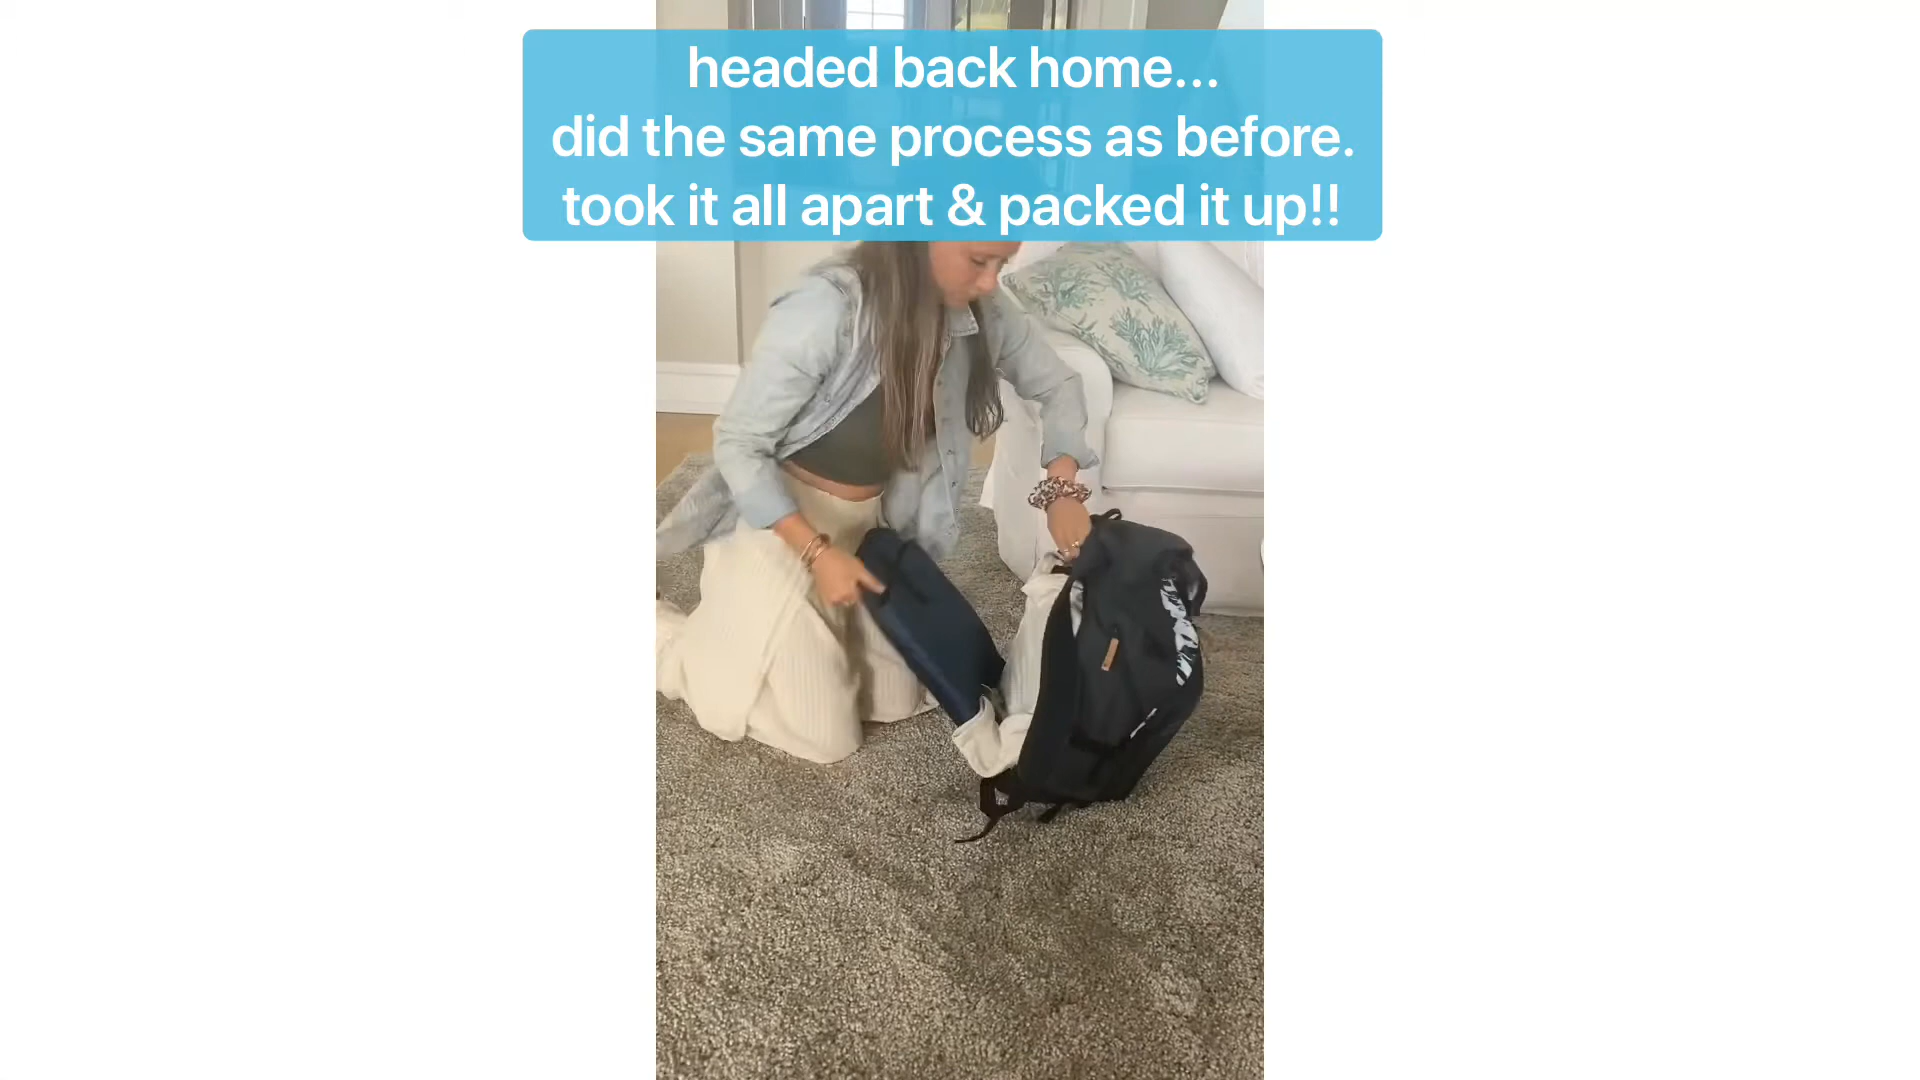 headed back home...
did the same process as before.
took it all apart & packed it up!!